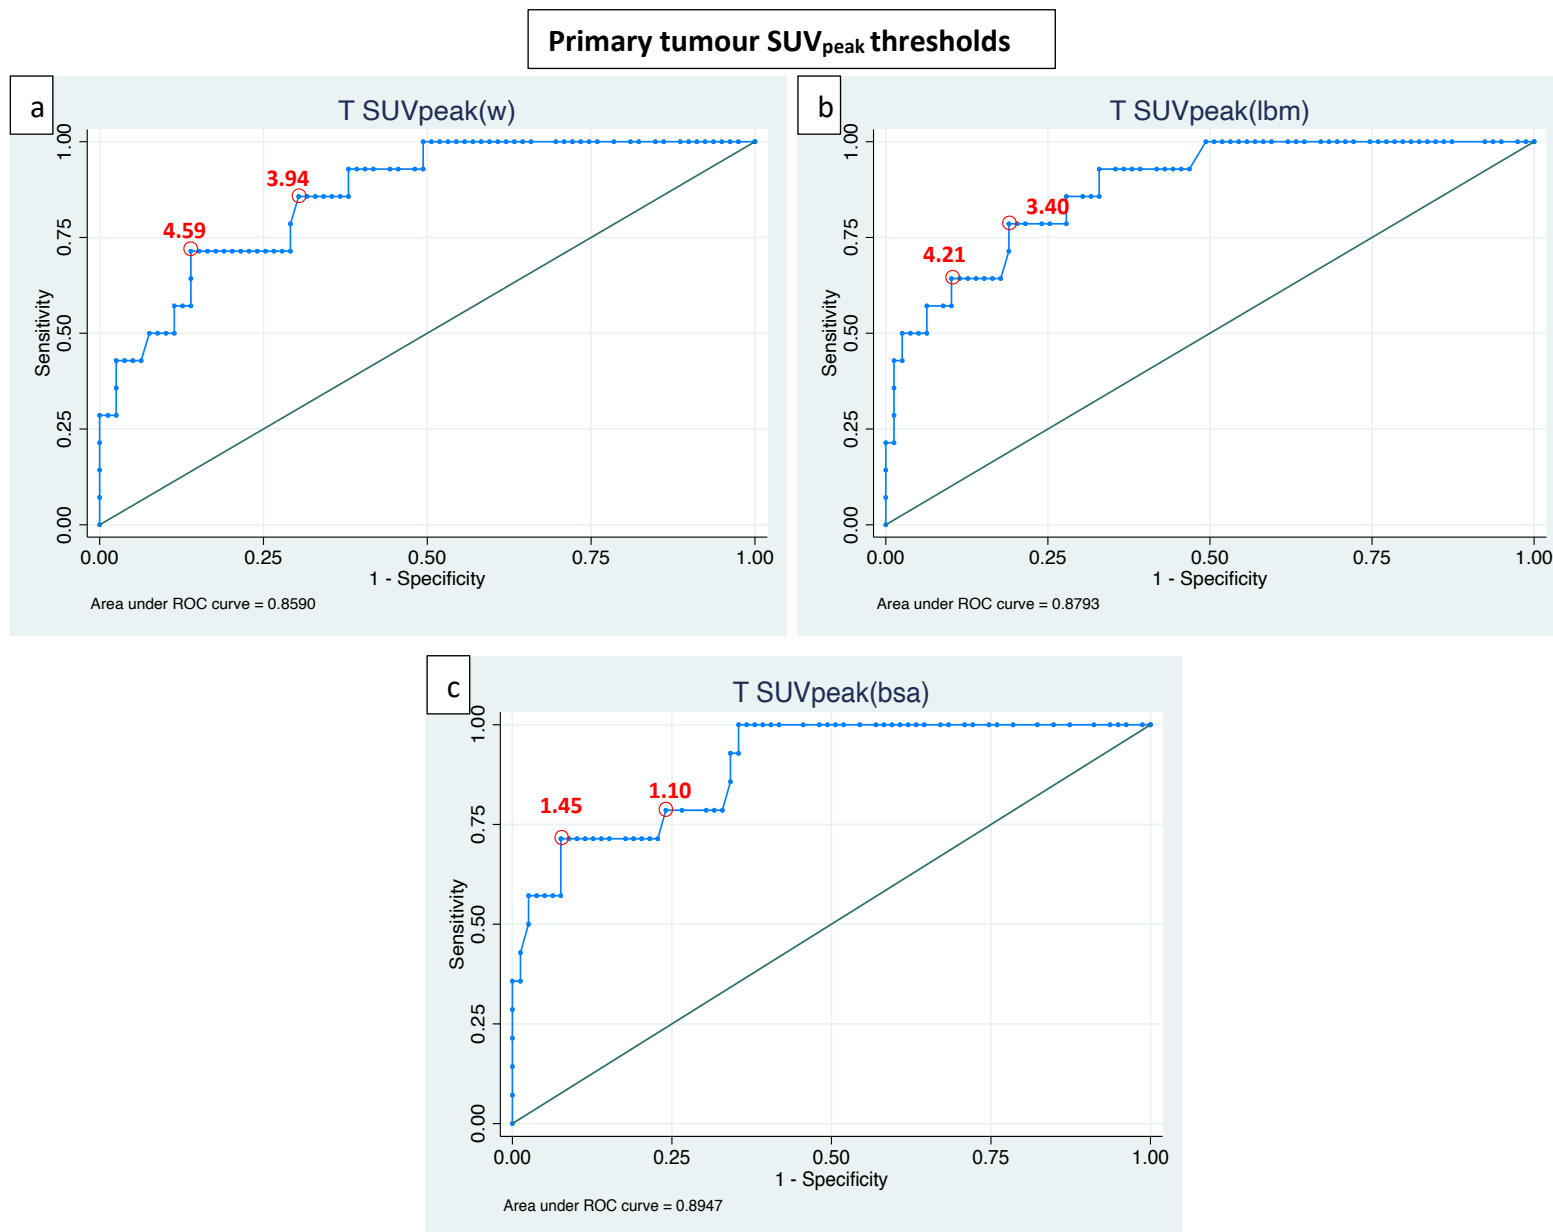 Primary tumour SUVpeak thresholds
a
T SUVpeak(w)
Sensitivity
0.00 0.25 0.50 0.75 1.00
4.59
3.94
0.00 0.25 0.50 0.75 1.00
1 - Specificity
Area under ROC curve = 0.8590
b
T SUVpeak(lbm)
Sensitivity
0.00 0.25 0.50 0.75 1.00
4.21
3.40
0.00 0.25 0.50 0.75 1.00
1 - Specificity
Area under ROC curve = 0.8793
c
T SUVpeak(bsa)
Sensitivity
0.00 0.25 0.50 0.75 1.00
1.45
1.10
0.00 0.25 0.50 0.75 1.00
1 - Specificity
Area under ROC curve = 0.8947